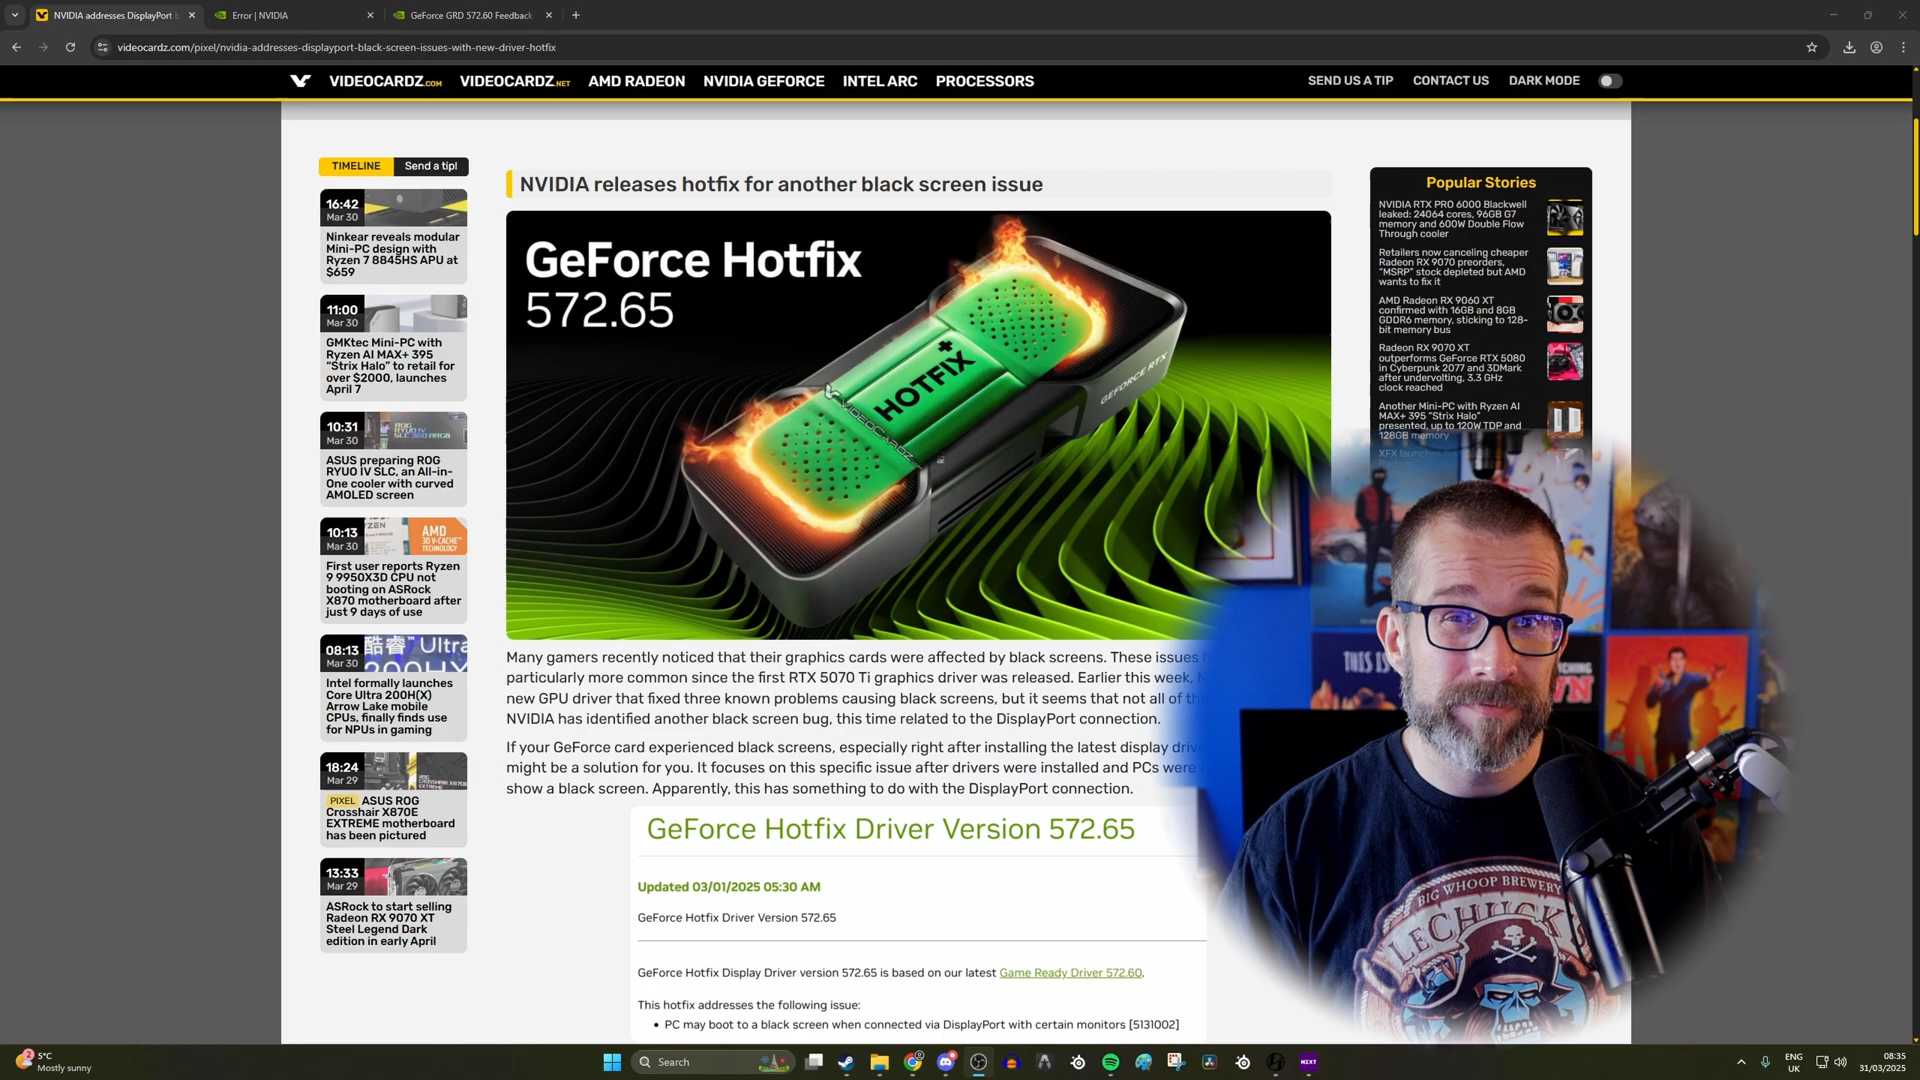 NVIDIA addresses DisplayPort b
Error | NVIDIA
GeForce GRD 572.60 Feedback
videocardz.com/pixel/nvidia-addresses-displayport-black-screen-issues-with-new-driver-hotfix
VIDEOCARDZ.COM VIDEOCARDZ.NET AMD RADEON NVIDIA GEFORCE INTEL ARC PROCESSORS
SEND US A TIP CONTACT US DARK MODE
TIMELINE Send a tip!
16:42
Mar 30
Ninkear reveals modular
Mini-PC design with
Ryzen 7 8845HS APU at
$659
11:00
Mar 30
GMKtec Mini-PC with
Ryzen AI MAX+ 395
"Strix Halo" to retail for
over $2000, launches
April 7
10:31
Mar 30
ASUS preparing ROG
RYUO IV SLC, an All-in-
One cooler with curved
AMOLED screen
10:13
Mar 30
AMD
3D V-CACHE™
TECHNOLOGY
First user reports Ryzen
9 9950X3D CPU not
booting on ASRock
X870 motherboard after
just 9 days of use
08:13
Mar 30
酷睿™ Ultra
200HX
Intel formally launches
Core Ultra 200H(X)
Arrow Lake mobile
CPUs, finally finds use
for NPUs in gaming
18:24
Mar 29
PIXEL ASUS ROG
Crosshair X870E
EXTREME motherboard
has been pictured
13:33
Mar 29
ASRock to start selling
Radeon RX 9070 XT
Steel Legend Dark
edition in early April
NVIDIA releases hotfix for another black screen issue
GeForce Hotfix
572.65
HOTFIX
VIDEOCARDZ
GEFORCE RTX
Many gamers recently noticed that their graphics cards were affected by black screens. These issues
particularly more common since the first RTX 5070 Ti graphics driver was released. Earlier this week,
new GPU driver that fixed three known problems causing black screens, but it seems that not all of
NVIDIA has identified another black screen bug, this time related to the DisplayPort connection.
If your GeForce card experienced black screens, especially right after installing the latest display
might be a solution for you. It focuses on this specific issue after drivers were installed and PCs were
show a black screen. Apparently, this has something to do with the DisplayPort connection.
GeForce Hotfix Driver Version 572.65
Updated 03/01/2025 05:30 AM
GeForce Hotfix Driver Version 572.65
GeForce Hotfix Display Driver version 572.65 is based on our latest Game Ready Driver 572.60.
This hotfix addresses the following issue:
• PC may boot to a black screen when connected via DisplayPort with certain monitors [5131002]
Popular Stories
NVIDIA RTX PRO 6000 Blackwell
leaked: 24064 cores, 96GB G7
memory and 600W Double Flow
Through cooler
Retailers now canceling cheaper
Radeon RX 9070 preorders,
"MSRP" stock depleted but AMD
wants to fix it
AMD Radeon RX 9060 XT
confirmed with 16GB and 8GB
GDDR6 memory, sticking to 128-
bit memory bus
Radeon RX 9070 XT
outperforms GeForce RTX 5080
in Cyberpunk 2077 and 3DMark
after undervolting, 3.3 GHz
clock reached
Another Mini-PC with Ryzen AI
MAX+ 395 "Strix Halo"
presented, up to 120W TDP and
128GB memory
XFX launches
THIS IS
BIG WHOOP BREWERY
LECHUCK
2
5°C
Mostly sunny
Search
NZXT
ENG
UK
08:35
31/03/2025